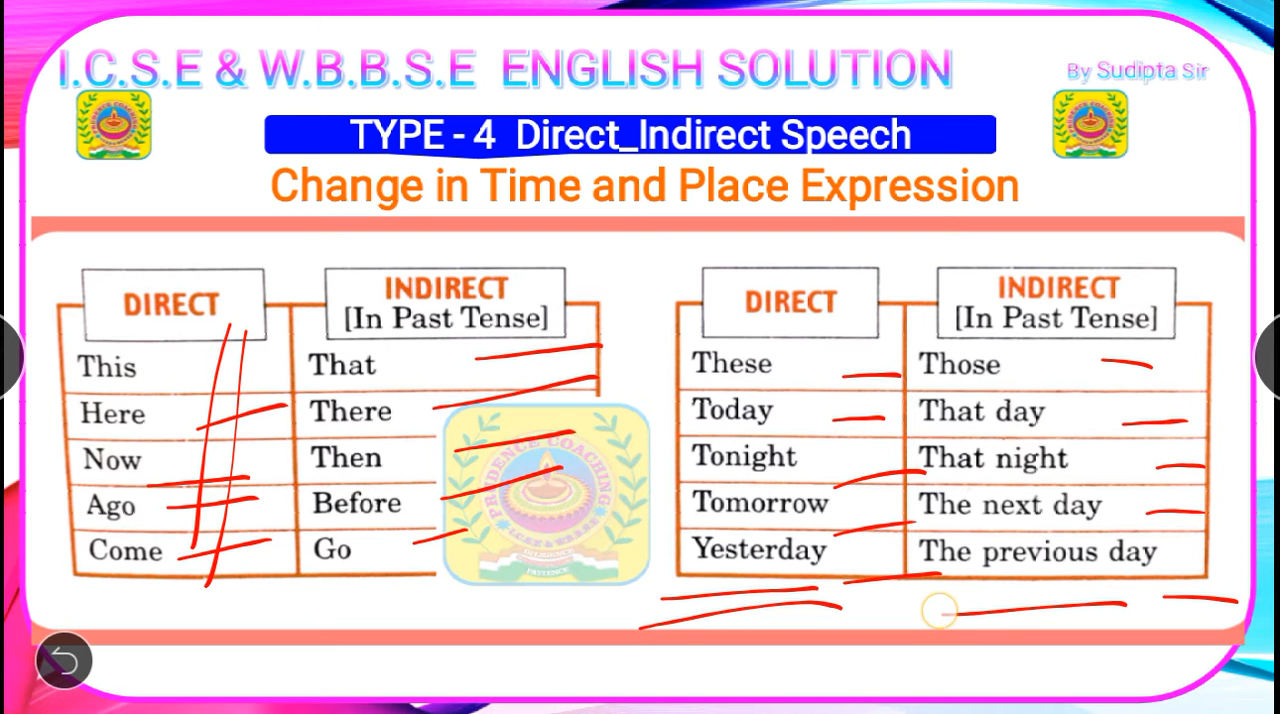 I.C.S.E & W.B.B.S.E ENGLISH SOLUTION
By Sudipta Sir
TYPE - 4 Direct_Indirect Speech
Change in Time and Place Expression
DIRECT
INDIRECT
[In Past Tense]
This That
Here There
Now Then
Ago Before
Come Go
DIRECT
INDIRECT
[In Past Tense]
These Those
Today That day
Tonight That night
Tomorrow The next day
Yesterday The previous day
PRUDENCE COACHING
DILIGENCE
PATIENCE